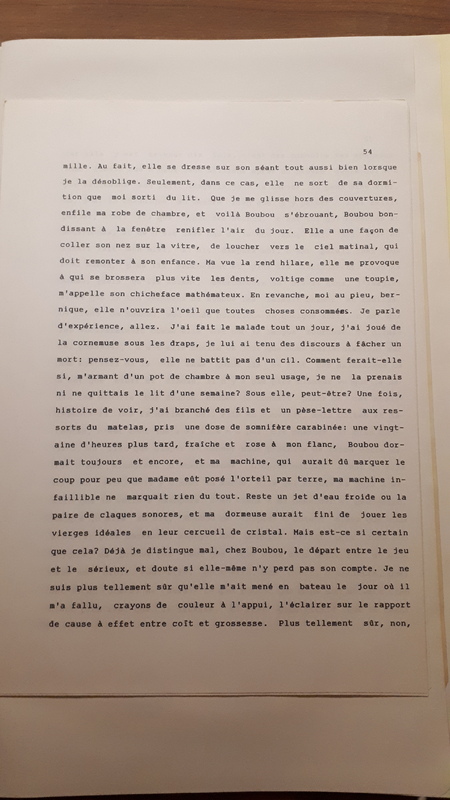 54
mille. Au fait, elle se dresse sur son séant tout aussi bien lorsque
je la désoblige. Seulement, dans ce cas, elle ne sort de sa dormi-
tion que moi sorti du lit. Que je me glisse hors des couvertures,
enfile ma robe de chambre, et voilà Boubou s'ébrouant, Boubou bon-
dissant à la fenêtre renifler l'air du jour. Elle a une façon de
coller son nez sur la vitre, de loucher vers le ciel matinal, qui
doit remonter à son enfance. Ma vue la rend hilare, elle me provoque
à qui se brossera plus vite les dents, voltige comme une toupie,
m'appelle son chicheface mathémateux. En revanche, moi au pieu, ber-
nique, elle n'ouvrira l'oeil que toutes choses consommées. Je parle
d'expérience, allez. J'ai fait le malade tout un jour, j'ai joué de
la cornemuse sous les draps, je lui ai tenu des discours à fâcher un
mort: pensez-vous, elle ne battit pas d'un cil. Comment ferait-elle
si, m'armant d'un pot de chambre à mon seul usage, je ne la prenais
ni ne quittais le lit d'une semaine? Sous elle, peut-être? Une fois,
histoire de voir, j'ai branché des fils et un pèse-lettre aux res-
sorts du matelas, pris une dose de somnifère carabinée: une vingt-
aine d'heures plus tard, fraîche et rose à mon flanc, Boubou dor-
mait toujours et encore, et ma machine, qui aurait dû marquer le
coup pour peu que madame eût posé l'orteil par terre, ma machine in-
faillible ne marquait rien du tout. Reste un jet d'eau froide ou la
paire de claques sonores, et ma dormeuse aurait fini de jouer les
vierges idéales en leur cercueil de cristal. Mais est-ce si certain
que cela? Déjà je distingue mal, chez Boubou, le départ entre le jeu
et le sérieux, et doute si elle-même n'y perd pas son compte. Je ne
suis plus tellement sûr qu'elle m'ait mené en bateau le jour où il
m'a fallu, crayons de couleur à l'appui, l'éclairer sur le rapport
de cause à effet entre coït et grossesse. Plus tellement sûr, non,